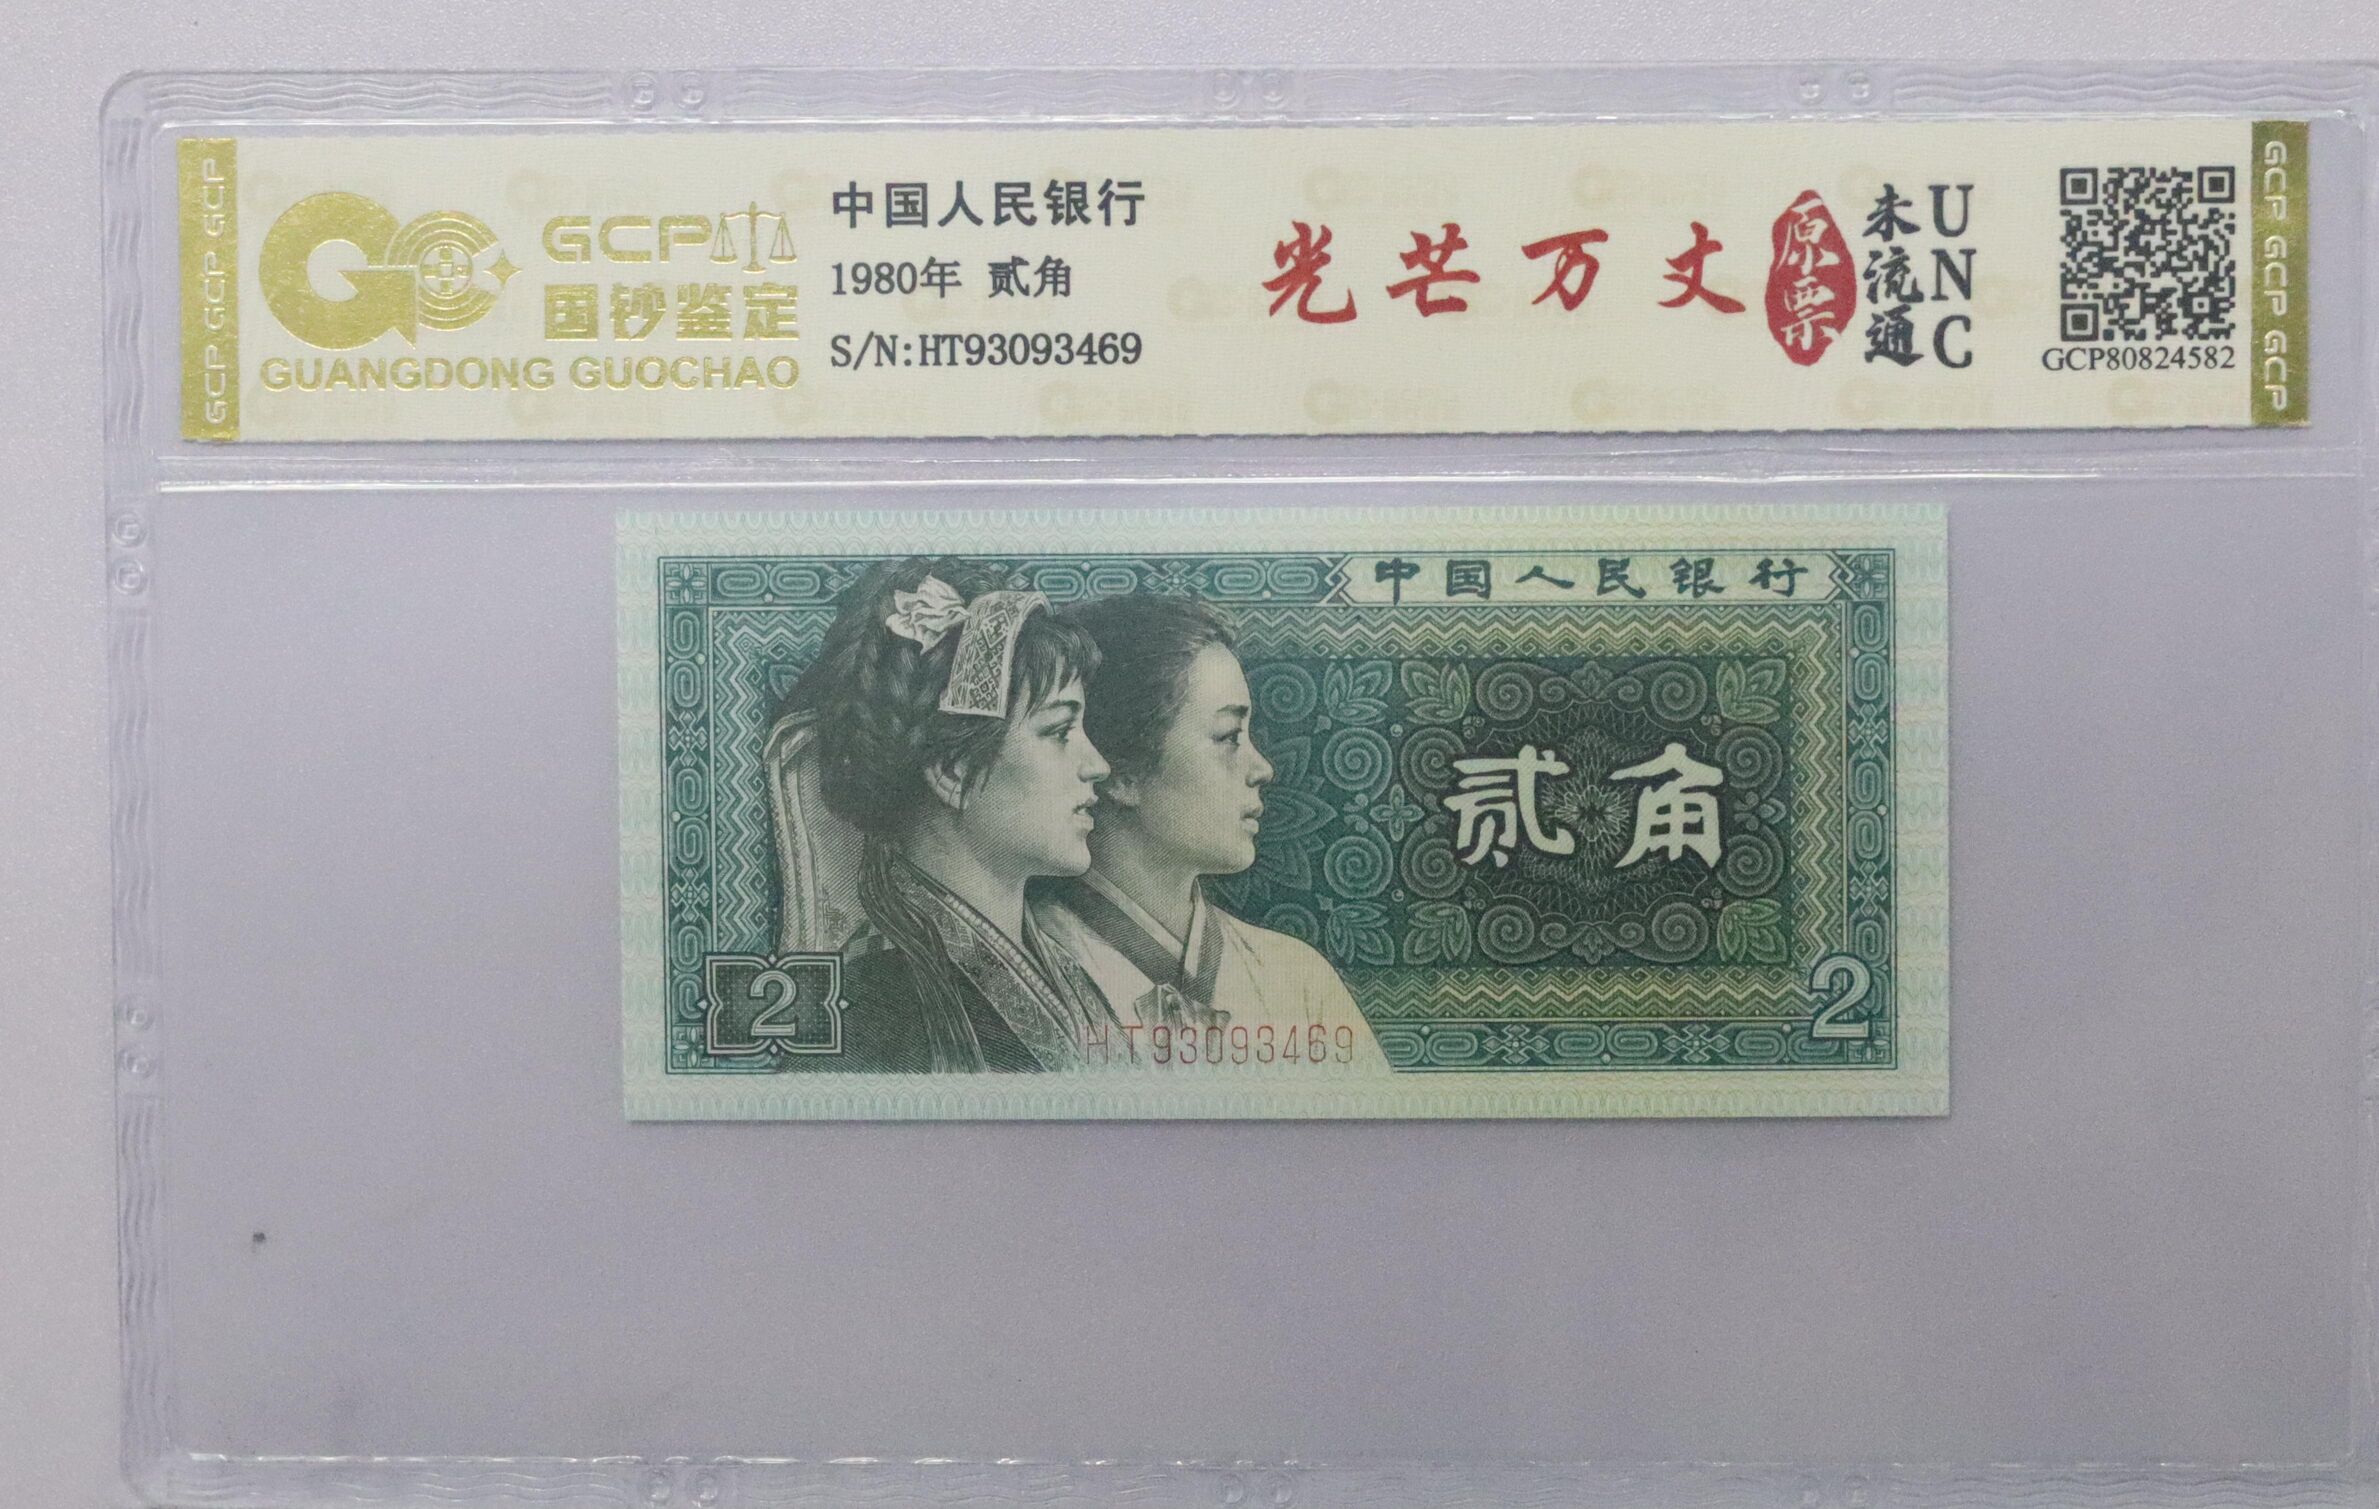 GCP GCP GCP
GCP
国钞鉴定
GUANGDONG GUOCHAO
中国人民银行
1980年 贰角
S/N:HT93093469
光芒万丈
原票
未流通
UNC
GCP80824582
GCP GCP GCP
中国人民银行
贰角
2
2
HT93093469